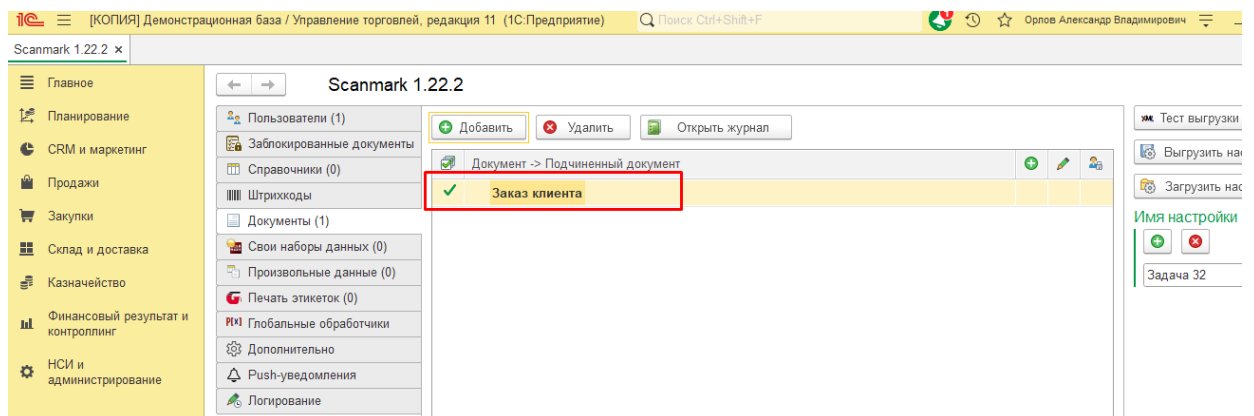 [КОПИЯ] Демонстрационная база / Управление торговлей, редакция 11 (1С:Предприятие)
Поиск Ctrl+Shift+F
Орлов Александр Владимирович
Scanmark 1.22.2 ×
Главное
Планирование
CRM и маркетинг
Продажи
Закупки
Склад и доставка
Казначейство
Финансовый результат и
контроллинг
НСИ и
администрирование
Scanmark 1.22.2
Пользователи (1)
Заблокированные документы
Справочники (0)
Штрихкоды
Документы (1)
Свои наборы данных (0)
Произвольные данные (0)
Печать этикеток (0)
Глобальные обработчики
Дополнительно
Push-уведомления
Логирование
Добавить
Удалить
Открыть журнал
Документ -> Подчиненный документ
Заказ клиента
Тест выгрузки
Выгрузить нас
Загрузить нас
Имя настройки
Задача 32